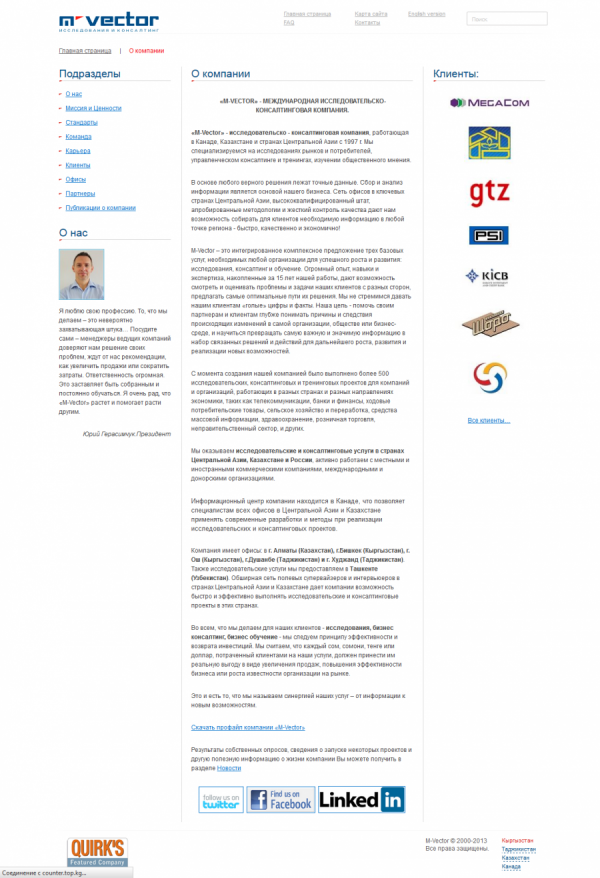 m-vector
ИССЛЕДОВАНИЯ И КОНСАЛТИНГ
Главная страница
Карта сайта
English version
FAQ
Контакты
Поиск
Главная страница | О компании
Подразделы
О нас
Миссия и Ценности
Стандарты
Команда
Карьера
Клиенты
Офисы
Партнеры
Публикации о компании
О нас
Я люблю свою профессию. То, что мы
делаем – это невероятно
захватывающая штука… Посудите
сами – менеджеры ведущих компаний
доверяют нам решение своих
проблем, ждут от нас рекомендации,
как увеличить продажи или сократить
затраты. Ответственность огромная.
Это заставляет быть собранным и
постоянно обучаться. Я очень рад, что
«M-Vector» растет и помогает расти
другим.
Юрий Герасимчук Президент
О компании
«M-VECTOR» - МЕЖДУНАРОДНАЯ ИССЛЕДОВАТЕЛЬСКО-
КОНСАЛТИНГОВАЯ КОМПАНИЯ.
«M-Vector» - исследовательско - консалтинговая компания, работающая
в Канаде, Казахстане и странах Центральной Азии с 1997 г. Мы
специализируемся на исследованиях рынков и потребителей,
управленческом консалтинге и тренингах, изучении общественного мнения.
В основе любого верного решения лежат точные данные. Сбор и анализ
информации является основой нашего бизнеса. Сеть офисов в ключевых
странах Центральной Азии, высококвалифицированный штат,
апробированные методологии и жесткий контроль качества дают нам
возможность собирать для клиентов необходимую информацию в любой
точке региона - быстро, качественно и экономично!
M-Vector – это интегрированное комплексное предложение трех базовых
услуг, необходимых любой организации для успешного роста и развития:
исследования, консалтинг и обучение. Огромный опыт, навыки и
экспертиза, накопленные за 15 лет нашей работы, дают возможность
смотреть и оценивать проблемы и задачи наших клиентов с разных сторон,
предлагать самые оптимальные пути их решения. Мы не стремимся давать
нашим клиентам «голые» цифры и факты. Наша цель - помочь своим
партнерам и клиентам глубже понимать причины и следствия
происходящих изменений в самой организации, обществе или бизнес-
среде, и научиться превращать самую важную и значимую информацию в
набор связанных решений и действий для дальнейшего роста, развития и
реализации новых возможностей.
С момента создания нашей компанией было выполнено более 500
исследовательских, консалтинговых и тренинговых проектов для компаний
и организаций, работающих в разных странах и разных направлениях
экономики, таких как телекоммуникации, банки и финансы, ходовые
потребительские товары, сельское хозяйство и переработка, средства
массовой информации, здравоохранение, розничная торговля,
неправительственный сектор, и других.
Мы оказываем исследовательские и консалтинговые услуги в странах
Центральной Азии, Казахстане и России, активно работаем с местными и
иностранными коммерческими компаниями, международными и
донорскими организациями.
Информационный центр компании находится в Канаде, что позволяет
специалистам всех офисов в Центральной Азии и Казахстане
применять современные разработки и методы при реализации
исследовательских и консалтинговых проектов.
Компания имеет офисы: в г. Алматы (Казахстан), г.Бишкек (Кыргызстан), г.
Ош (Кыргызстан), г.Душанбе (Таджикистан) и г. Худжанд (Таджикистан).
Также исследовательские услуги мы предоставляем в Ташкенте
(Узбекистан). Обширная сеть полевых супервайзеров и интервьюеров в
странах Центральной Азии и Казахстане дает компании возможность
быстро и эффективно выполнять исследовательские и консалтинговые
проекты в этих странах.
Во всем, что мы делаем для наших клиентов - исследования, бизнес
консалтинг, бизнес обучение - мы следуем принципу эффективности и
возврата инвестиций. Мы считаем, что каждый сом, сомони, тенге или
доллар, потраченный клиентами на наши услуги, должен принести им
реальную выгоду в виде увеличения продаж, повышения эффективности
бизнеса или роста известности организации на рынке.
Это и есть то, что мы называем синергией наших услуг – от информации к
новым возможностям.
Скачать профайл компании «M-Vector»
Результаты собственных опросов, сведения о запуске некоторых проектов и
другую полезную информацию о жизни компании Вы можете получить в
разделе Новости
follow us on
twitter
Find us on
Facebook
Linked in
Клиенты:
MEGACOM
gtz
PSI
KICB
Шоро
Все клиенты...
QUIRK'S
Featured Company
M-Vector © 2000-2013
Все права защищены.
Кыргызстан
Таджикистан
Казахстан
Канада
Соединение с counter.top.kg...